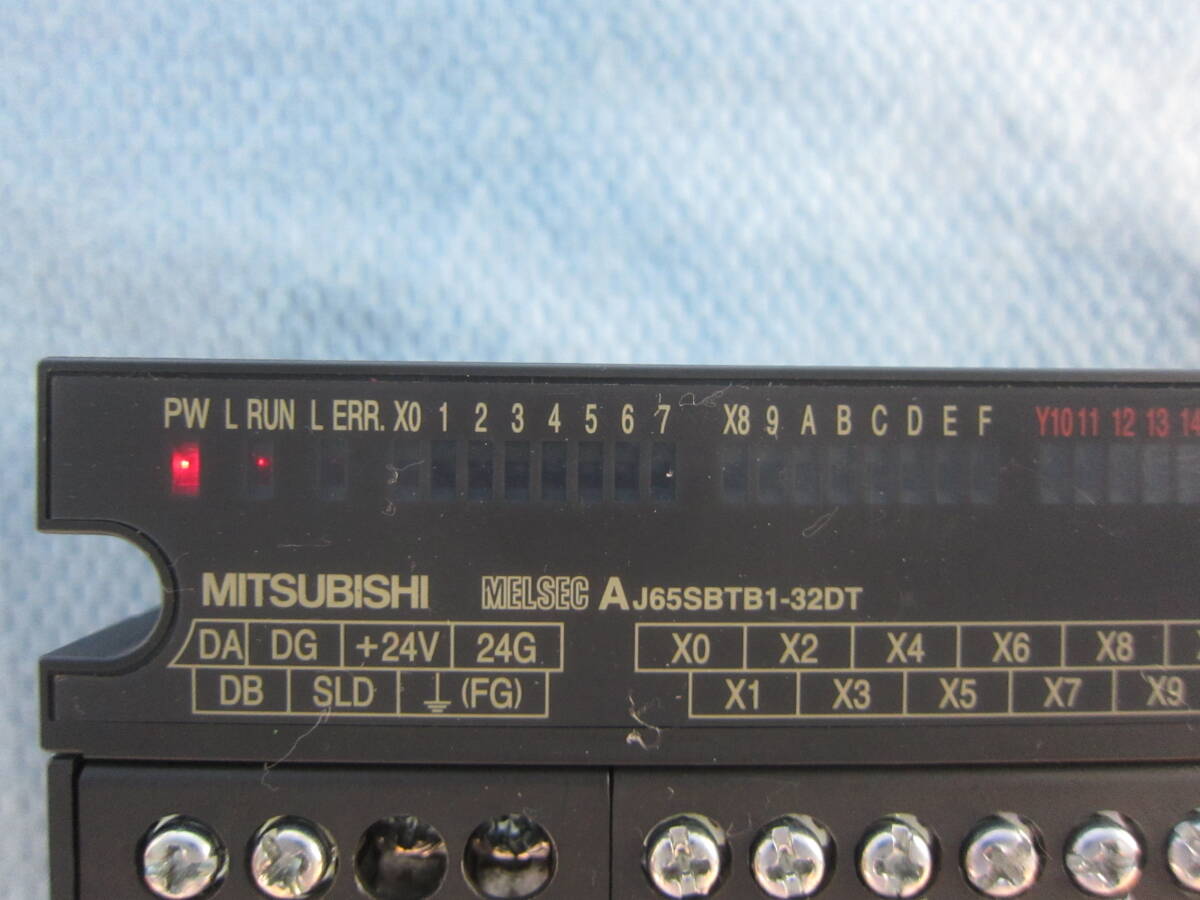 PW L RUN L ERR. X0 1 2 3 4 5 6 7 X8 9 A B C D E F Y10 11 12 13 14
MITSUBISHI MELSEC AJ65SBTB1-32DT
DA DG +24V 24G X0 X2 X4 X6 X8
DB SLD (FG) X1 X3 X5 X7 X9